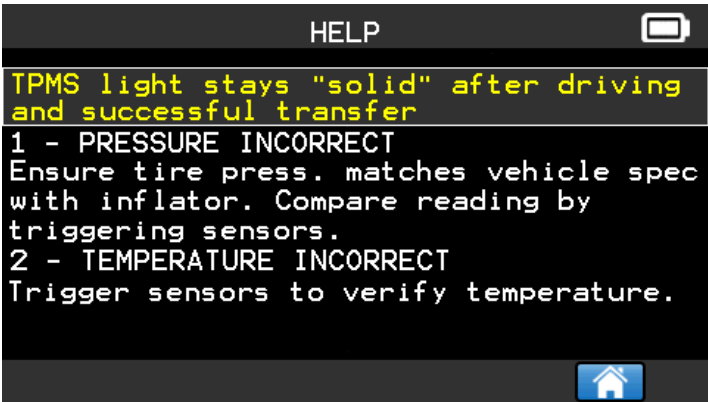 HELP
TPMS light stays "solid" after driving
and successful transfer
1 - PRESSURE INCORRECT
Ensure tire press. matches vehicle spec
with inflator. Compare reading by
triggering sensors.
2 - TEMPERATURE INCORRECT
Trigger sensors to verify temperature.